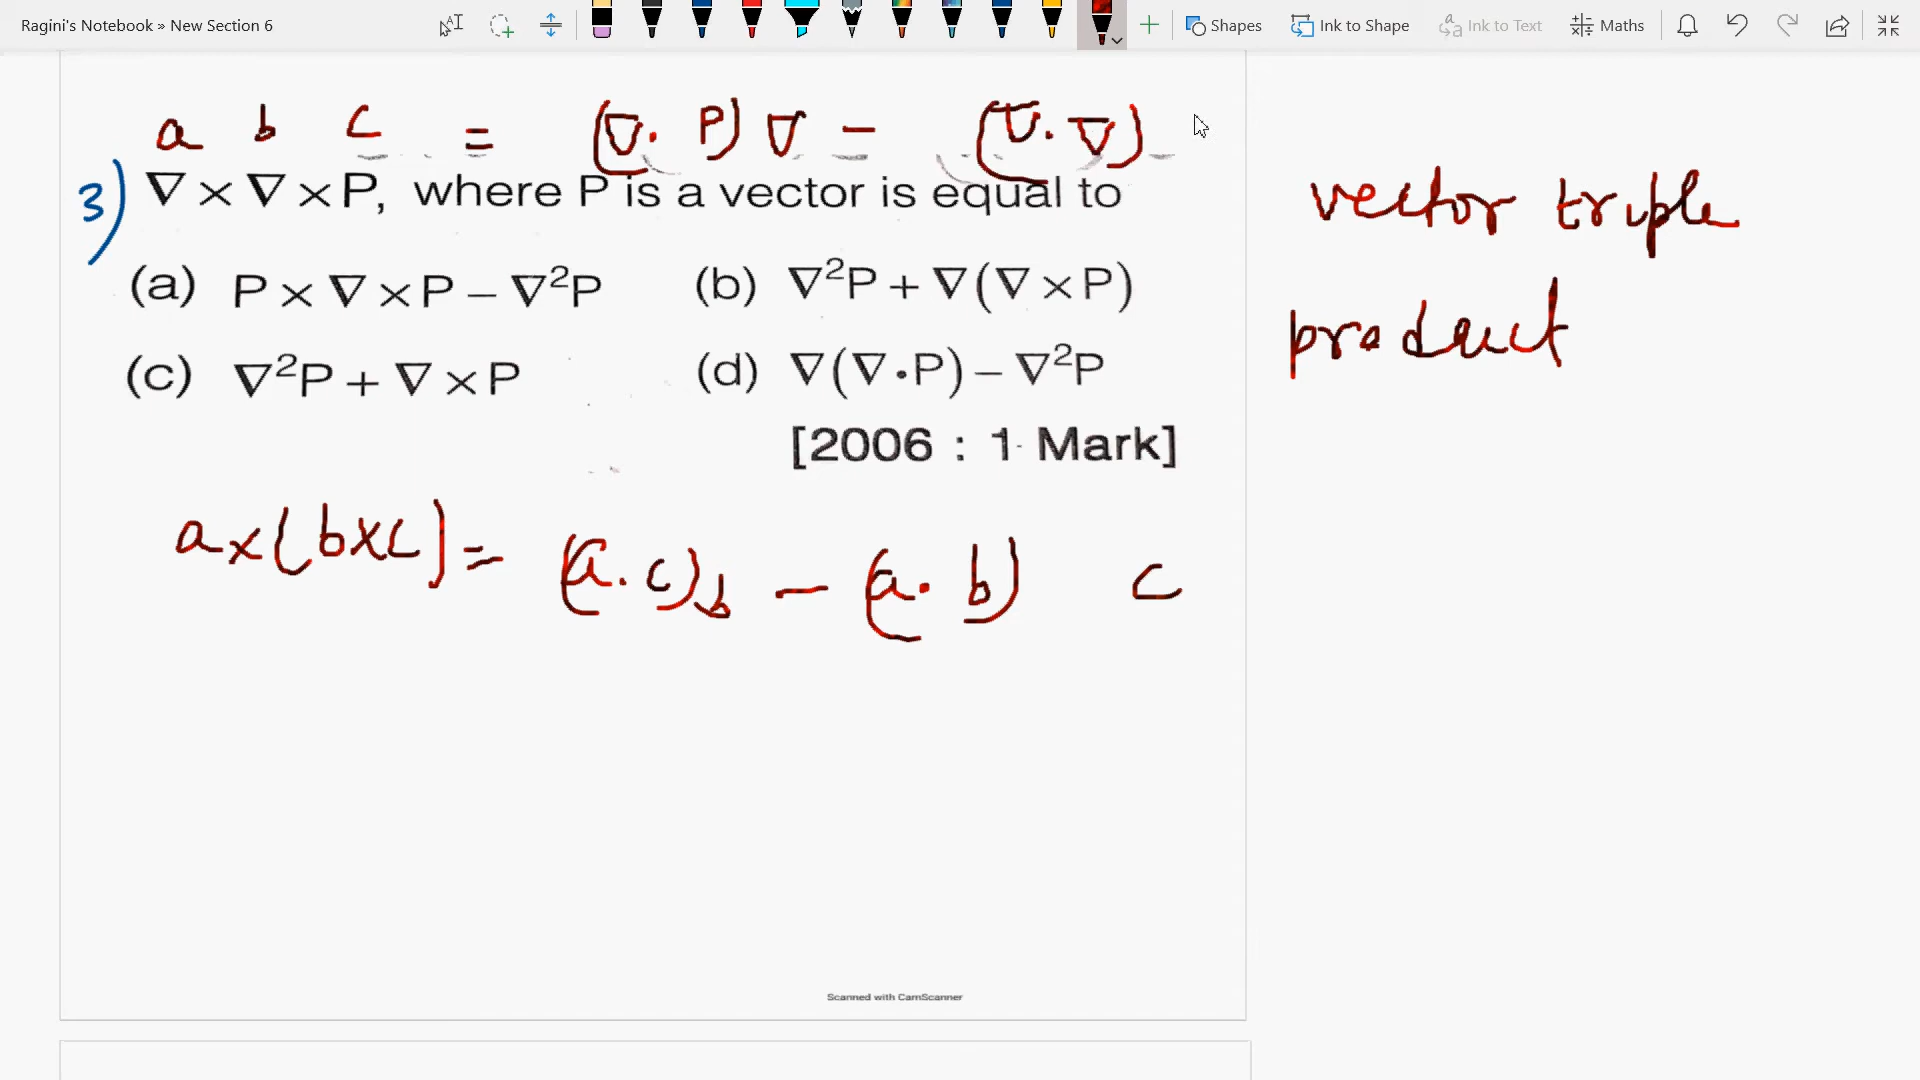 Ragini's Notebook » New Section 6
Shapes Ink to Shape Ink to Text Maths
a b c = (∇. P) ∇ – (∇. ∇)
3) ∇×∇×P, where P is a vector is equal to
(a) P×∇×P–∇²P (b) ∇²P+∇(∇×P)
(c) ∇²P+∇×P (d) ∇(∇•P)–∇²P
[2006 : 1 Mark]
a×(b×c) = (a.c)b – (a.b) c
vector triple
product
Scanned with CamScanner